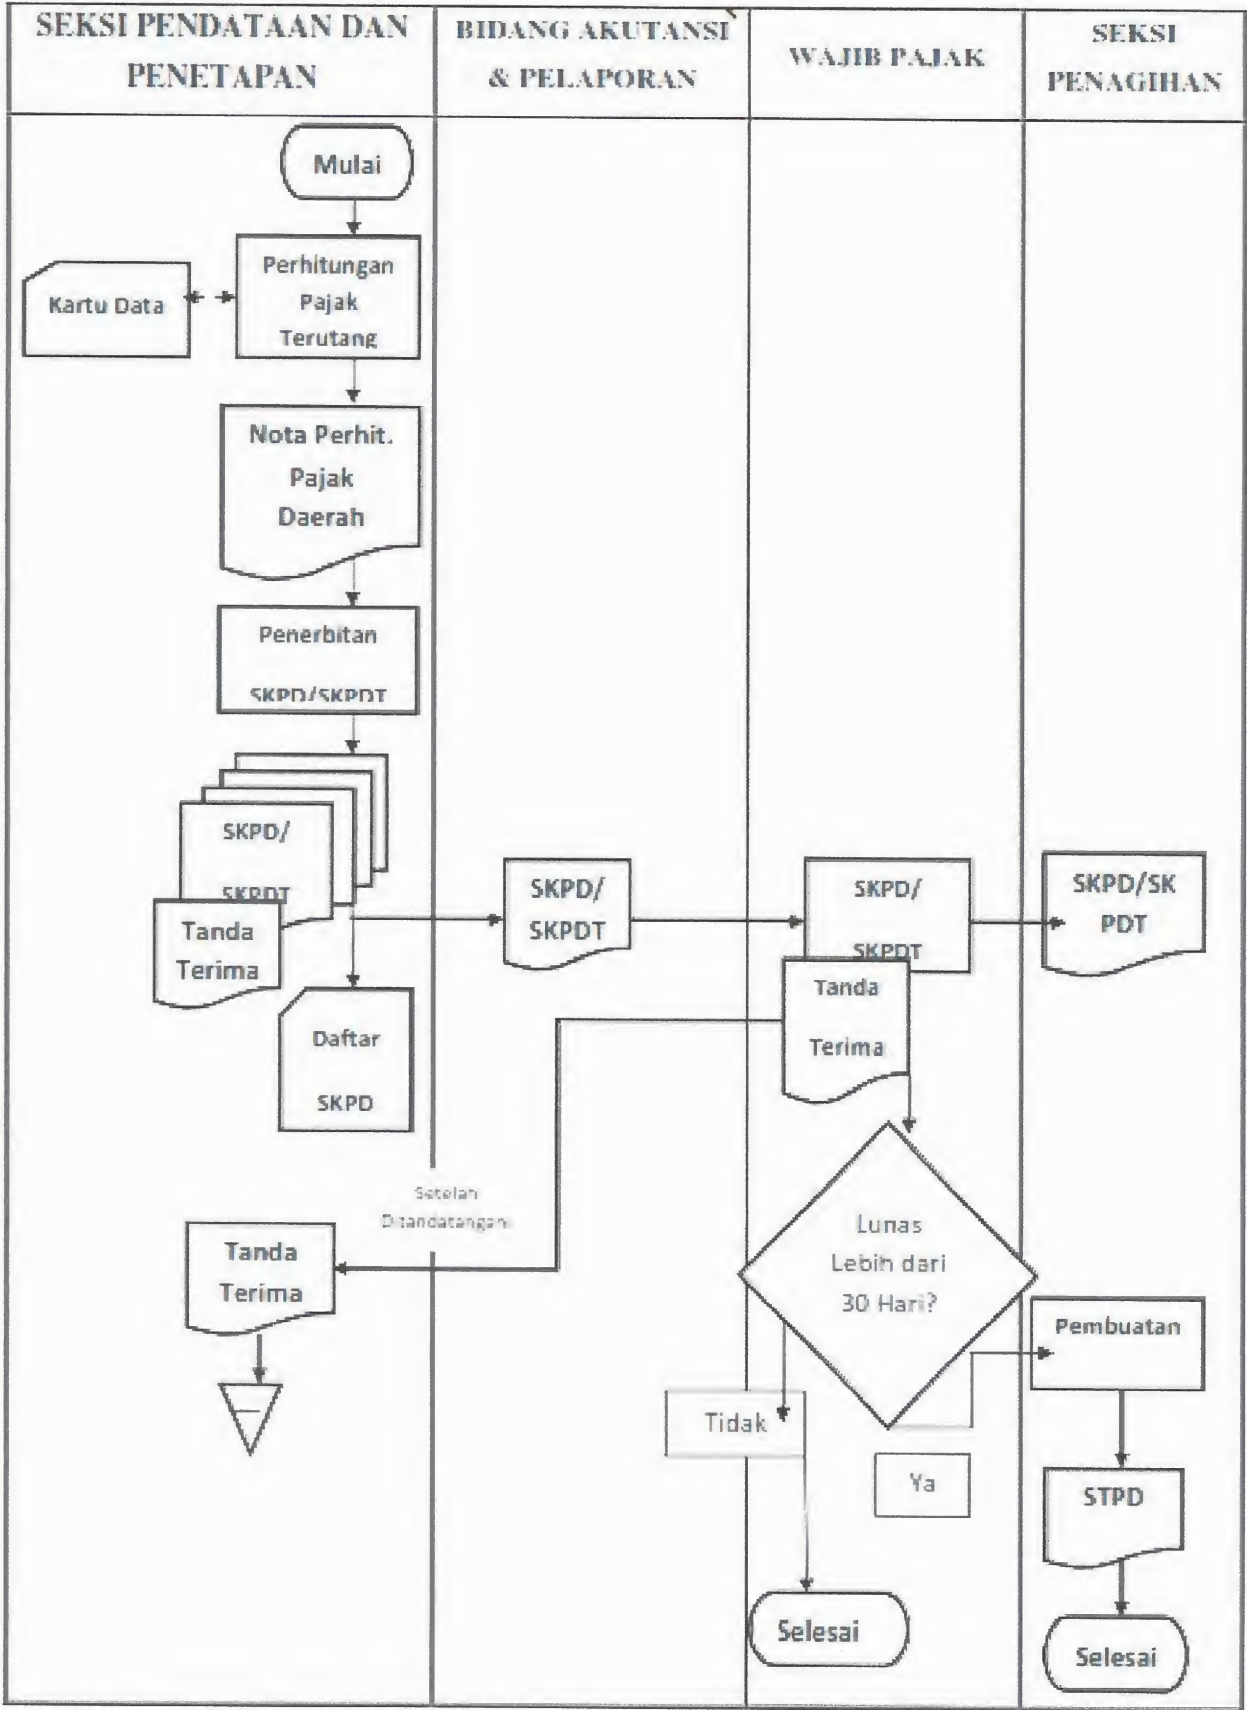 SEKSI PENDATAAN DAN
PENETAPAN
BIDANG AKUTANSI
& PELAPORAN
WAJIB PAJAK
SEKSI
PENAGIHAN
Mulai
Kartu Data
Perhitungan
Pajak
Terutang
Nota Perhit.
Pajak
Daerah
Penerbitan
SKPD/SKPDT
SKPD/
SKPDT
Tanda
Terima
SKPD/
SKPDT
SKPD/
SKPDT
SKPD/SK
PDT
Tanda
Terima
Daftar
SKPD
Setelah
Ditandatangani
Tanda
Terima
Lunas
Lebih dari
30 Hari?
Pembuatan
Tidak
Ya
STPD
Selesai
Selesai